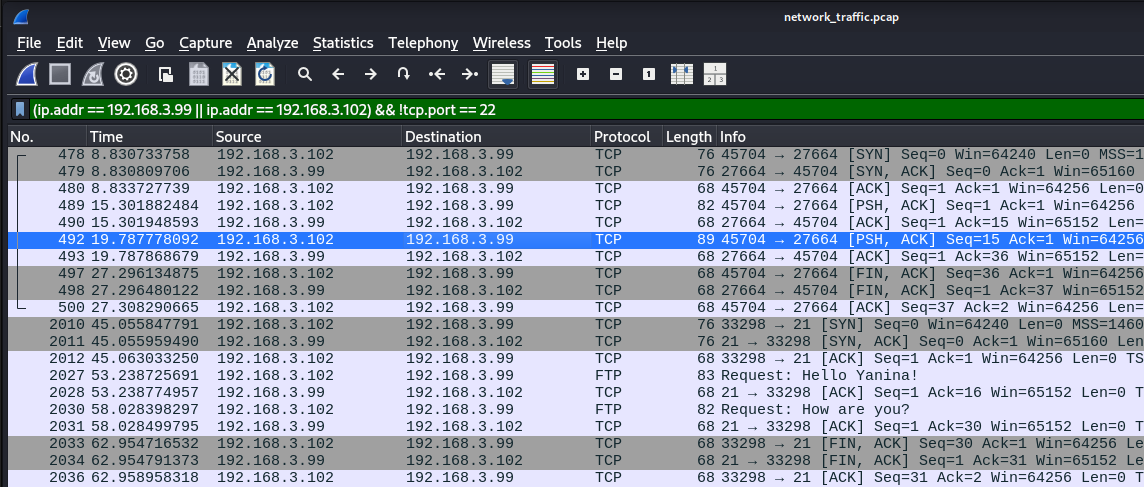 network_traffic.pcap
File Edit View Go Capture Analyze Statistics Telephony Wireless Tools Help
(ip.addr == 192.168.3.99 || ip.addr == 192.168.3.102) && !tcp.port == 22
No. Time Source Destination Protocol Length Info
478 8.830733758 192.168.3.102 192.168.3.99 TCP 76 45704 → 27664 [SYN] Seq=0 Win=64240 Len=0 MSS=1
479 8.830809706 192.168.3.99 192.168.3.102 TCP 76 27664 → 45704 [SYN, ACK] Seq=0 Ack=1 Win=65160
480 8.833727739 192.168.3.102 192.168.3.99 TCP 68 45704 → 27664 [ACK] Seq=1 Ack=1 Win=64256 Len=0
489 15.301882484 192.168.3.102 192.168.3.99 TCP 82 45704 → 27664 [PSH, ACK] Seq=1 Ack=1 Win=64256
490 15.301948593 192.168.3.99 192.168.3.102 TCP 68 27664 → 45704 [ACK] Seq=1 Ack=15 Win=65152 Len=
492 19.787778092 192.168.3.102 192.168.3.99 TCP 89 45704 → 27664 [PSH, ACK] Seq=15 Ack=1 Win=64256
493 19.787868679 192.168.3.99 192.168.3.102 TCP 68 27664 → 45704 [ACK] Seq=1 Ack=36 Win=65152 Len=
497 27.296134875 192.168.3.102 192.168.3.99 TCP 68 45704 → 27664 [FIN, ACK] Seq=36 Ack=1 Win=64256
498 27.296480122 192.168.3.99 192.168.3.102 TCP 68 27664 → 45704 [FIN, ACK] Seq=1 Ack=37 Win=65152
500 27.308290665 192.168.3.102 192.168.3.99 TCP 68 45704 → 27664 [ACK] Seq=37 Ack=2 Win=64256 Len=
2010 45.055847791 192.168.3.102 192.168.3.99 TCP 76 33298 → 21 [SYN] Seq=0 Win=64240 Len=0 MSS=1460
2011 45.055959490 192.168.3.99 192.168.3.102 TCP 76 21 → 33298 [SYN, ACK] Seq=0 Ack=1 Win=65160 Len
2012 45.063033250 192.168.3.102 192.168.3.99 TCP 68 33298 → 21 [ACK] Seq=1 Ack=1 Win=64256 Len=0 TS
2027 53.238725691 192.168.3.102 192.168.3.99 FTP 83 Request: Hello Yanina!
2028 53.238774957 192.168.3.99 192.168.3.102 TCP 68 21 → 33298 [ACK] Seq=1 Ack=16 Win=65152 Len=0 T
2030 58.028398297 192.168.3.102 192.168.3.99 FTP 82 Request: How are you?
2031 58.028499795 192.168.3.99 192.168.3.102 TCP 68 21 → 33298 [ACK] Seq=1 Ack=30 Win=65152 Len=0 T
2033 62.954716532 192.168.3.102 192.168.3.99 TCP 68 33298 → 21 [FIN, ACK] Seq=30 Ack=1 Win=64256 Le
2034 62.954791373 192.168.3.99 192.168.3.102 TCP 68 21 → 33298 [FIN, ACK] Seq=1 Ack=31 Win=65152 Le
2036 62.958958318 192.168.3.102 192.168.3.99 TCP 68 33298 → 21 [ACK] Seq=31 Ack=2 Win=64256 Len=0 T